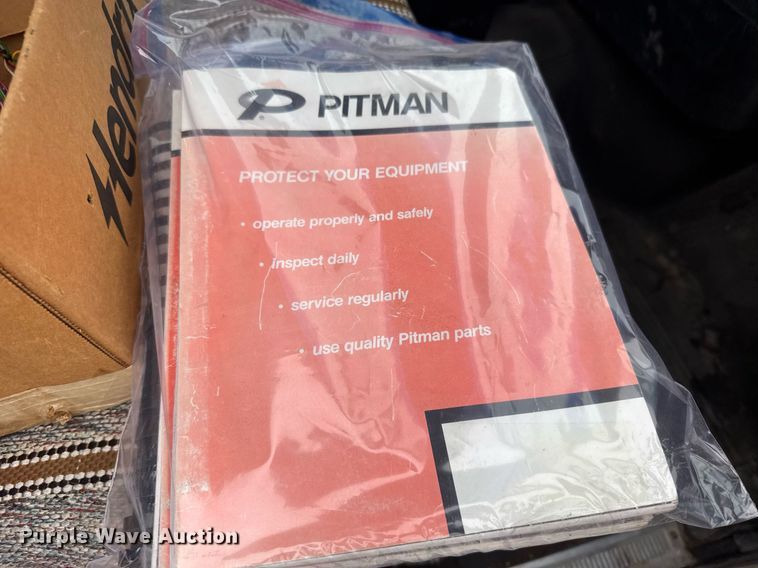 Hendr
PITMAN
PROTECT YOUR EQUIPMENT
• operate properly and safely
• inspect daily
• service regularly
• use quality Pitman parts
Purple Wave Auction